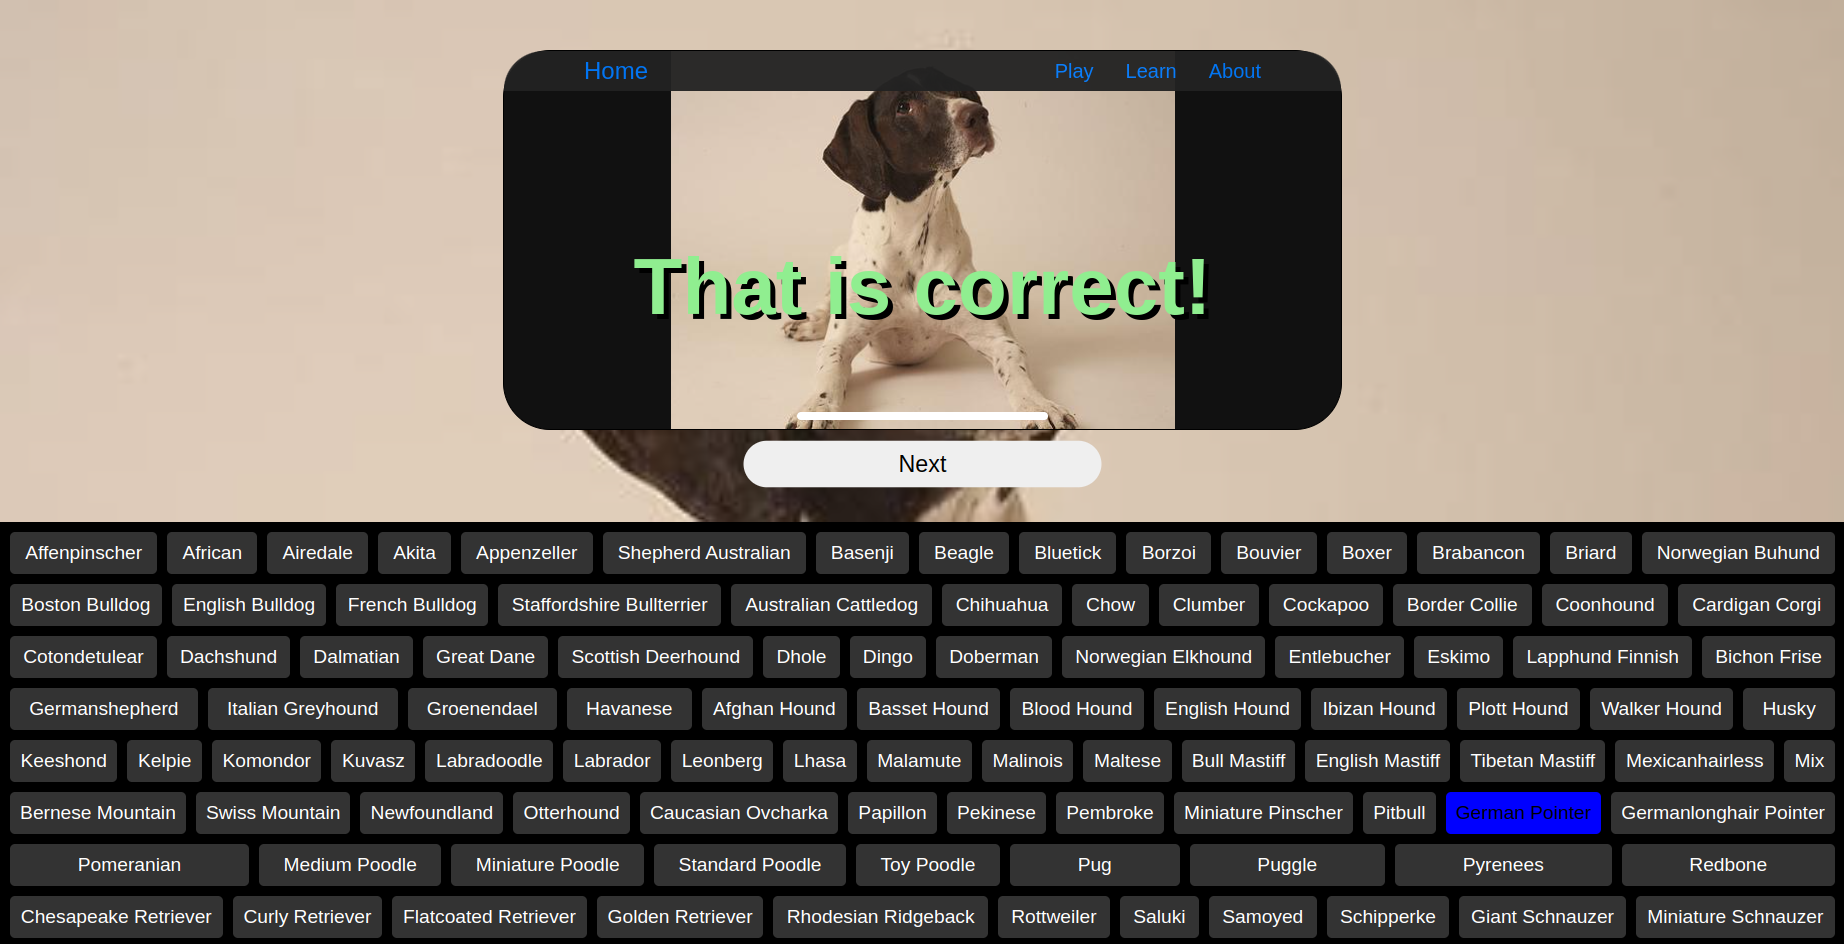 Home Play Learn About
That is correct!
Next
Affenpinscher African Airedale Akita Appenzeller Shepherd Australian Basenji Beagle Bluetick Borzoi Bouvier Boxer Brabancon Briard Norwegian Buhund
Boston Bulldog English Bulldog French Bulldog Staffordshire Bullterrier Australian Cattledog Chihuahua Chow Clumber Cockapoo Border Collie Coonhound Cardigan Corgi
Cotondetulear Dachshund Dalmatian Great Dane Scottish Deerhound Dhole Dingo Doberman Norwegian Elkhound Entlebucher Eskimo Lapphund Finnish Bichon Frise
Germanshepherd Italian Greyhound Groenendael Havanese Afghan Hound Basset Hound Blood Hound English Hound Ibizan Hound Plott Hound Walker Hound Husky
Keeshond Kelpie Komondor Kuvasz Labradoodle Labrador Leonberg Lhasa Malamute Malinois Maltese Bull Mastiff English Mastiff Tibetan Mastiff Mexicanhairless Mix
Bernese Mountain Swiss Mountain Newfoundland Otterhound Caucasian Ovcharka Papillon Pekinese Pembroke Miniature Pinscher Pitbull German Pointer Germanlonghair Pointer
Pomeranian Medium Poodle Miniature Poodle Standard Poodle Toy Poodle Pug Puggle Pyrenees Redbone
Chesapeake Retriever Curly Retriever Flatcoated Retriever Golden Retriever Rhodesian Ridgeback Rottweiler Saluki Samoyed Schipperke Giant Schnauzer Miniature Schnauzer